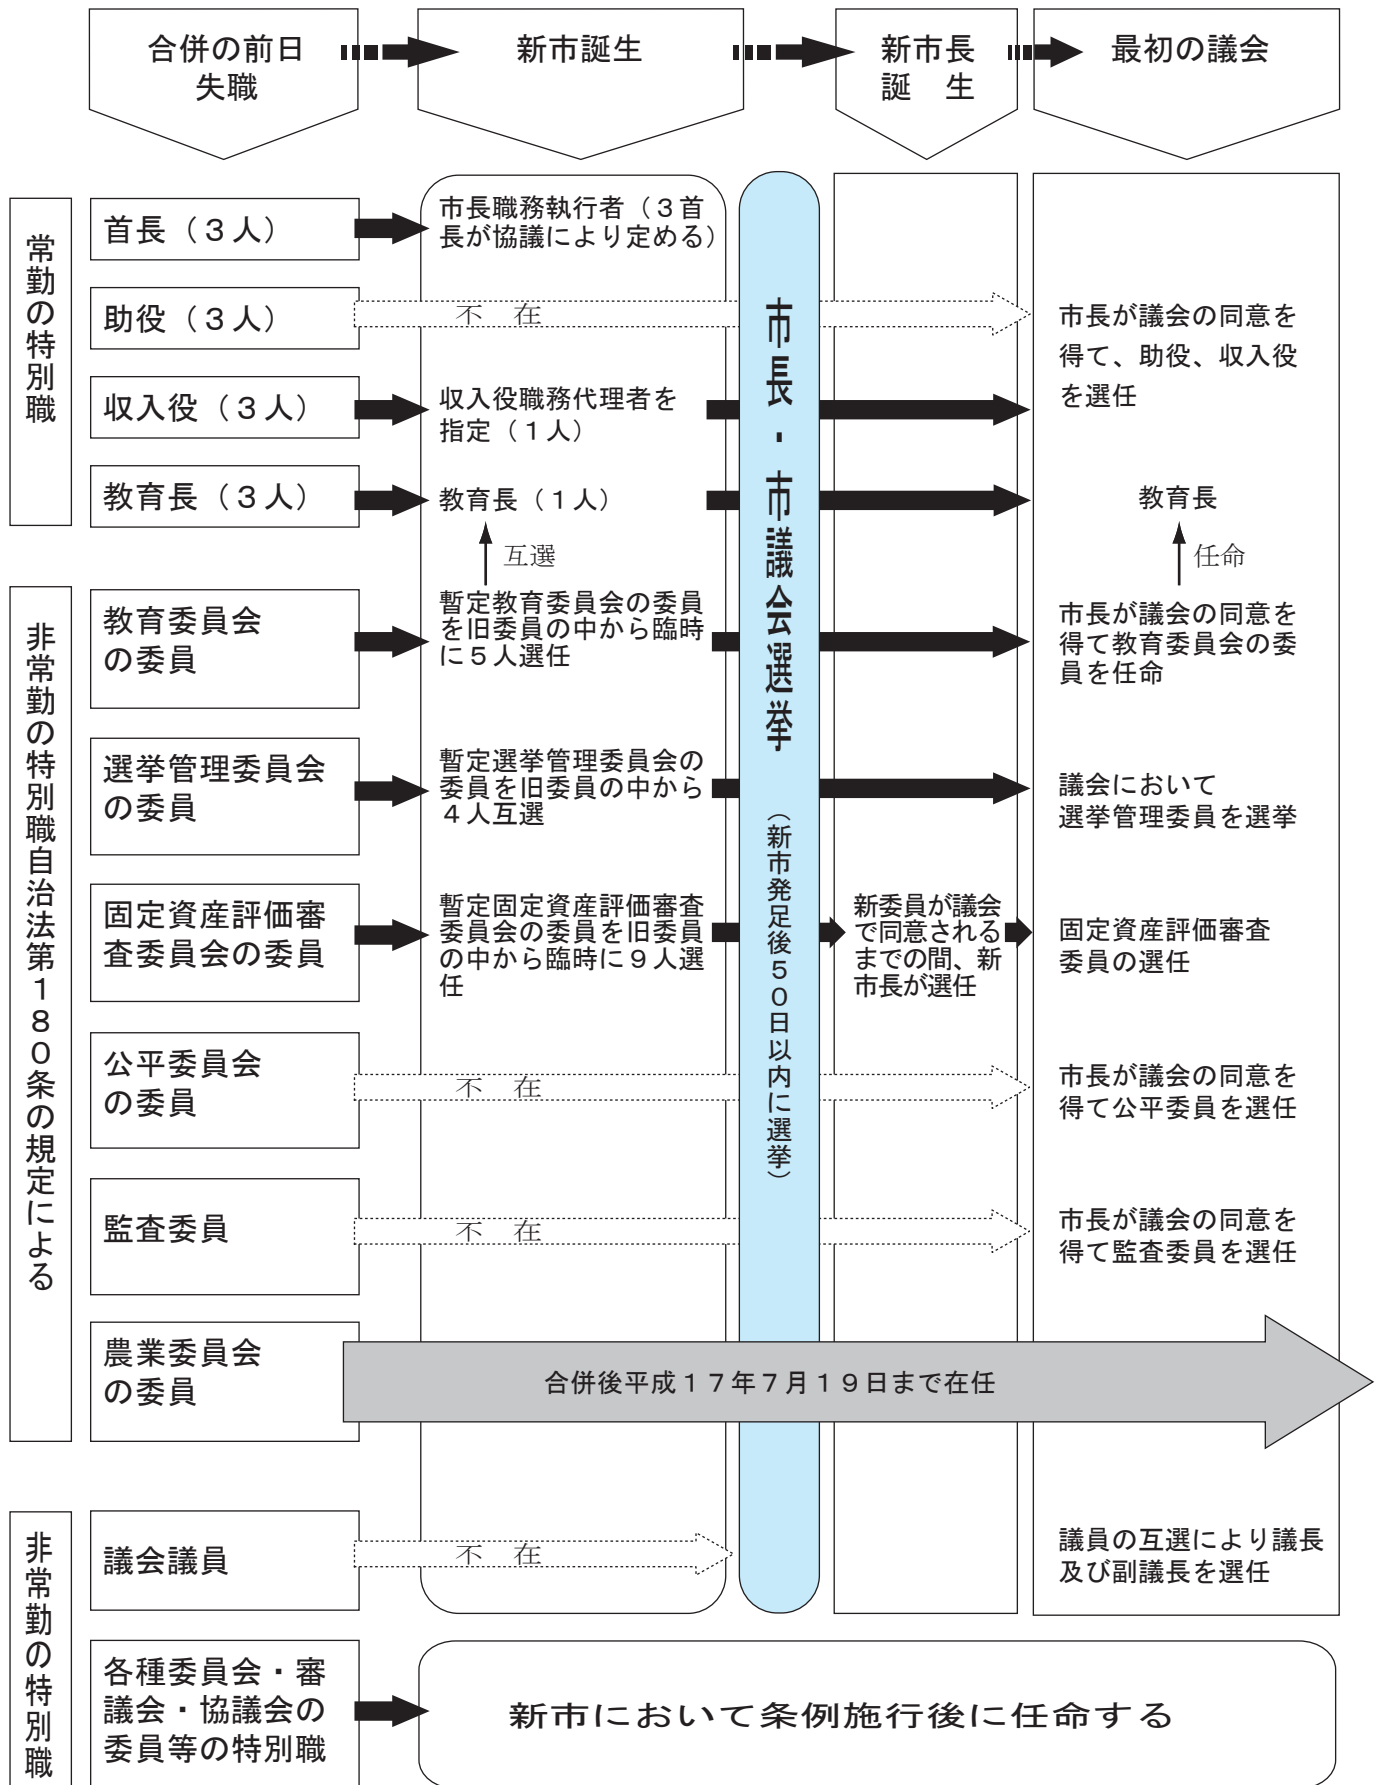 合併の前日
失職
新市誕生
新市長
誕　生
最初の議会
常勤の特別職
首長（３人）
市長職務執行者（３首
長が協議により定める）
助役（３人）
不　在
市長が議会の同意を
得て、助役、収入役
を選任
収入役（３人）
収入役職務代理者を
指定（１人）
教育長（３人）
教育長（１人）
教育長
互選
任命
市長・市議会選挙
（新市発足後５０日以内に選挙）
非常勤の特別職自治法第１８０条の規定による
教育委員会
の委員
暫定教育委員会の委員
を旧委員の中から臨時
に５人選任
市長が議会の同意を
得て教育委員会の委
員を任命
選挙管理委員会
の委員
暫定選挙管理委員会の
委員を旧委員の中から
４人互選
議会において
選挙管理委員を選挙
固定資産評価審
査委員会の委員
暫定固定資産評価審査
委員会の委員を旧委員
の中から臨時に９人選
任
新委員が議会
で同意される
までの間、新
市長が選任
固定資産評価審査
委員の選任
公平委員会
の委員
不　在
市長が議会の同意を
得て公平委員を選任
監査委員
不　在
市長が議会の同意を
得て監査委員を選任
農業委員会
の委員
合併後平成１７年７月１９日まで在任
非常勤の特別職
議会議員
不　在
議員の互選により議長
及び副議長を選任
各種委員会・審
議会・協議会の
委員等の特別職
新市において条例施行後に任命する